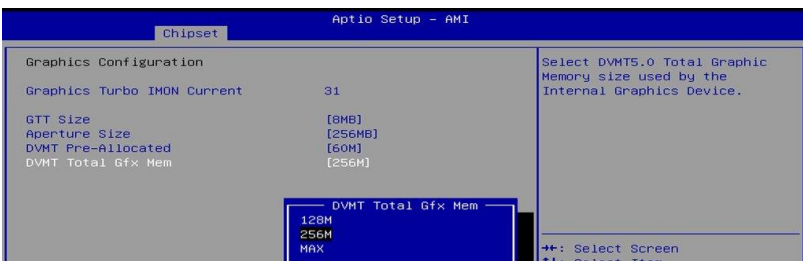 Aptio Setup - AMI
Chipset
Graphics Configuration
Graphics Turbo IMON Current 31
GTT Size [8MB]
Aperture Size [256MB]
DVMT Pre-Allocated [60M]
DVMT Total Gfx Mem [256M]
Select DVMT5.0 Total Graphic
Memory size used by the
Internal Graphics Device.
DVMT Total Gfx Mem
128M
256M
MAX
→←: Select Screen